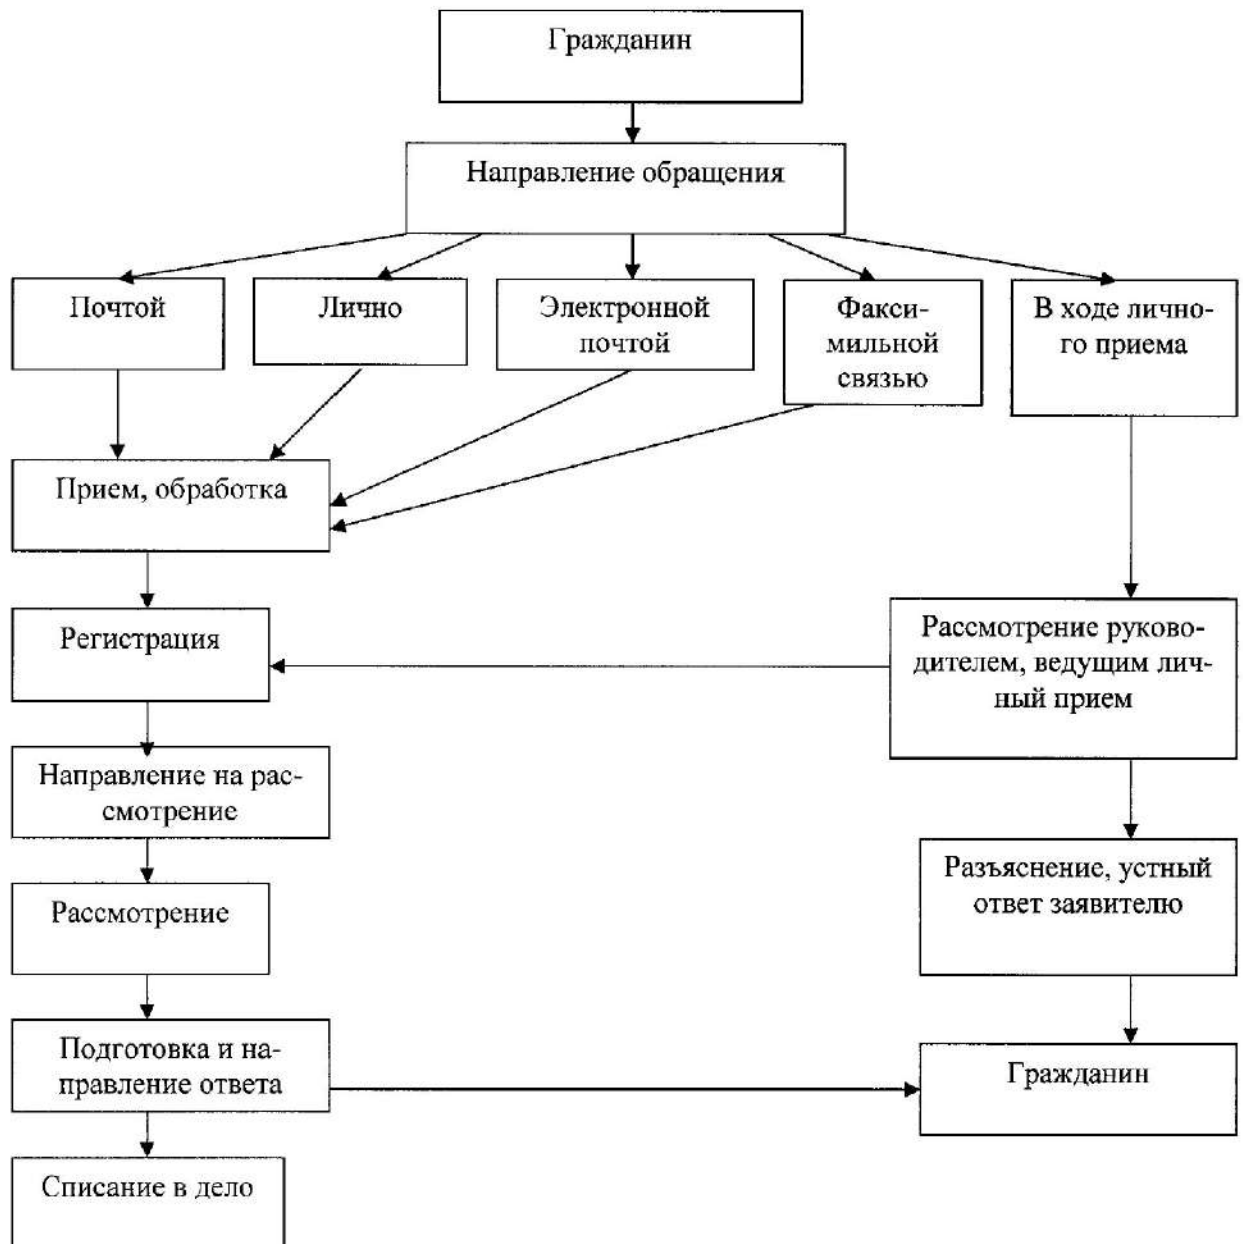 Гражданин
Направление обращения
Почтой
Лично
Электронной
почтой
Факси-
мильной
связью
В ходе лично-
го приема
Прием, обработка
Регистрация
Рассмотрение руково-
дителем, ведущим лич-
ный прием
Направление на рас-
смотрение
Разъяснение, устный
ответ заявителю
Рассмотрение
Подготовка и на-
правление ответа
Гражданин
Списание в дело